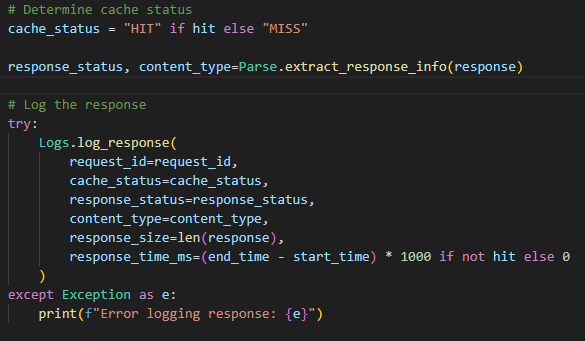 # Determine cache status
cache_status = "HIT" if hit else "MISS"
response_status, content_type=Parse.extract_response_info(response)
# Log the response
try:
    Logs.log_response(
        request_id=request_id,
        cache_status=cache_status,
        response_status=response_status,
        content_type=content_type,
        response_size=len(response),
        response_time_ms=(end_time - start_time) * 1000 if not hit else 0
    )
except Exception as e:
    print(f"Error logging response: {e}")